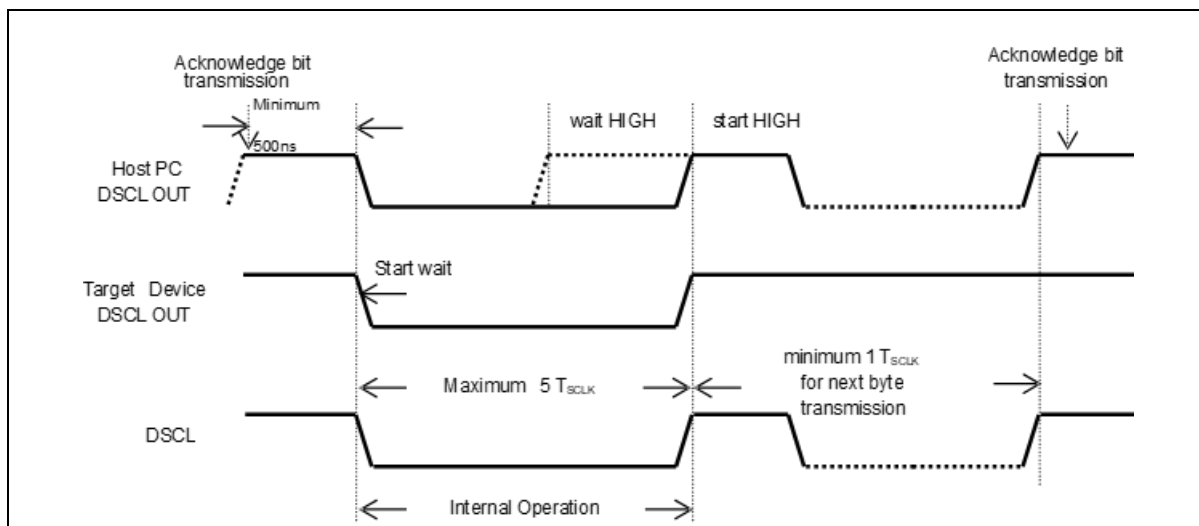 Acknowledge bit
transmission
Acknowledge bit
transmission
Minimum
500ns
wait HIGH
start HIGH
Host PC
DSCL OUT
Start wait
Target Device
DSCL OUT
Maximum 5 TSCLK
minimum 1 TSCLK
for next byte
transmission
DSCL
Internal Operation